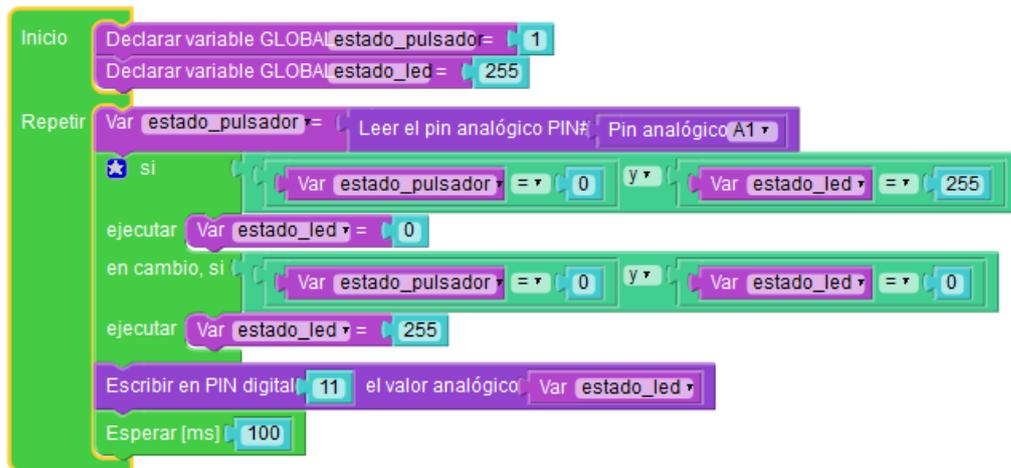 Inicio Declarar variable GLOBAL estado_pulsador = 1
Declarar variable GLOBAL estado_led = 255
Repetir Var estado_pulsador = Leer el pin analógico PIN# Pin analógico A1
si Var estado_pulsador = 0 y Var estado_led = 255
ejecutar Var estado_led = 0
en cambio, si Var estado_pulsador = 0 y Var estado_led = 0
ejecutar Var estado_led = 255
Escribir en PIN digital 11 el valor analógico Var estado_led
Esperar [ms] 100